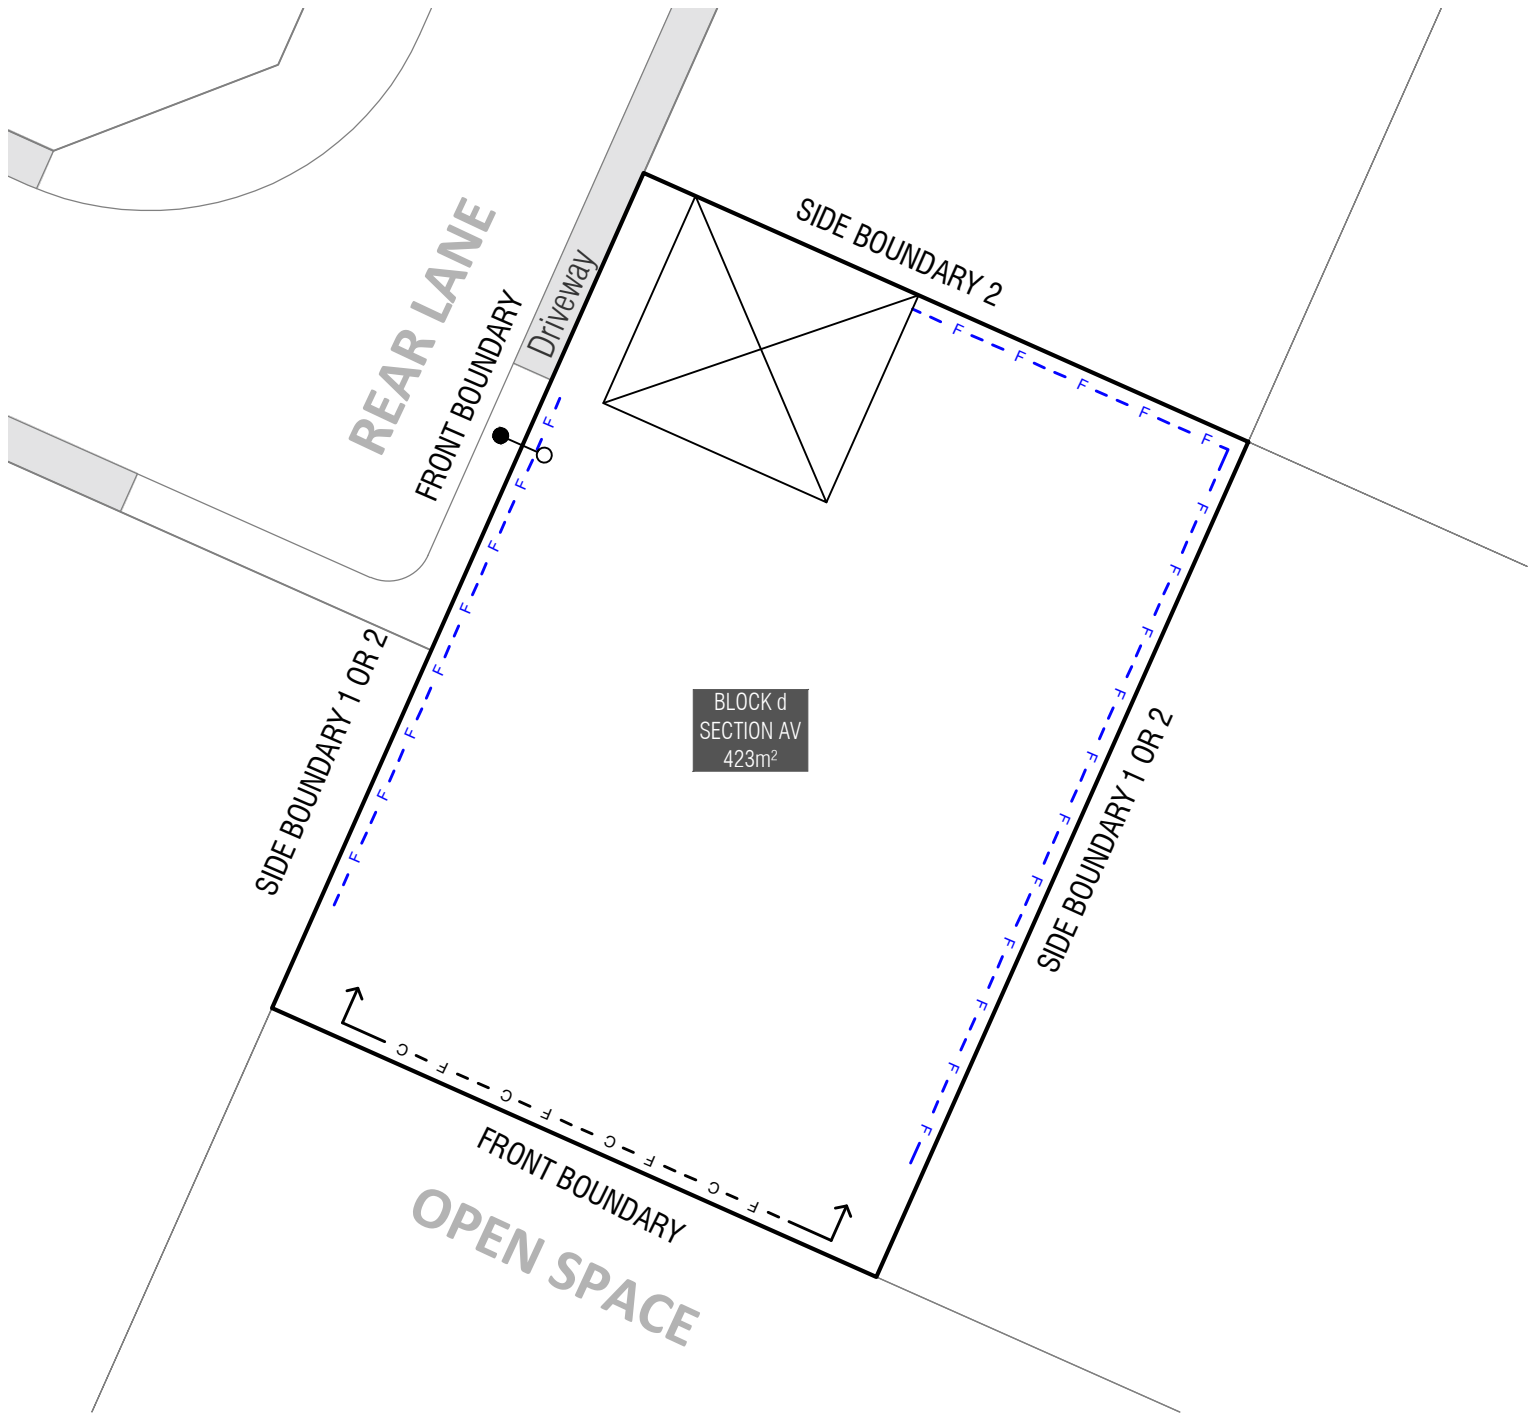 SIDE BOUNDARY 2
REAR LANE
Driveway
FRONT BOUNDARY
F F F F F
F F F F F F F F
F F F F F F F F F F F
SIDE BOUNDARY 1 OR 2
BLOCK d
SECTION AV
423m²
SIDE BOUNDARY 1 OR 2
C F C F C F C F
FRONT BOUNDARY
OPEN SPACE